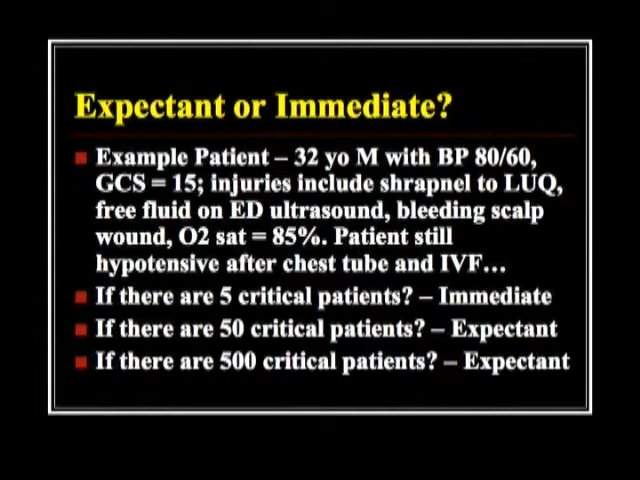 Expectant or Immediate?
Example Patient – 32 yo M with BP 80/60,
GCS = 15; injuries include shrapnel to LUQ,
free fluid on ED ultrasound, bleeding scalp
wound, O2 sat = 85%. Patient still
hypotensive after chest tube and IVF…
If there are 5 critical patients? – Immediate
If there are 50 critical patients? – Expectant
If there are 500 critical patients? – Expectant